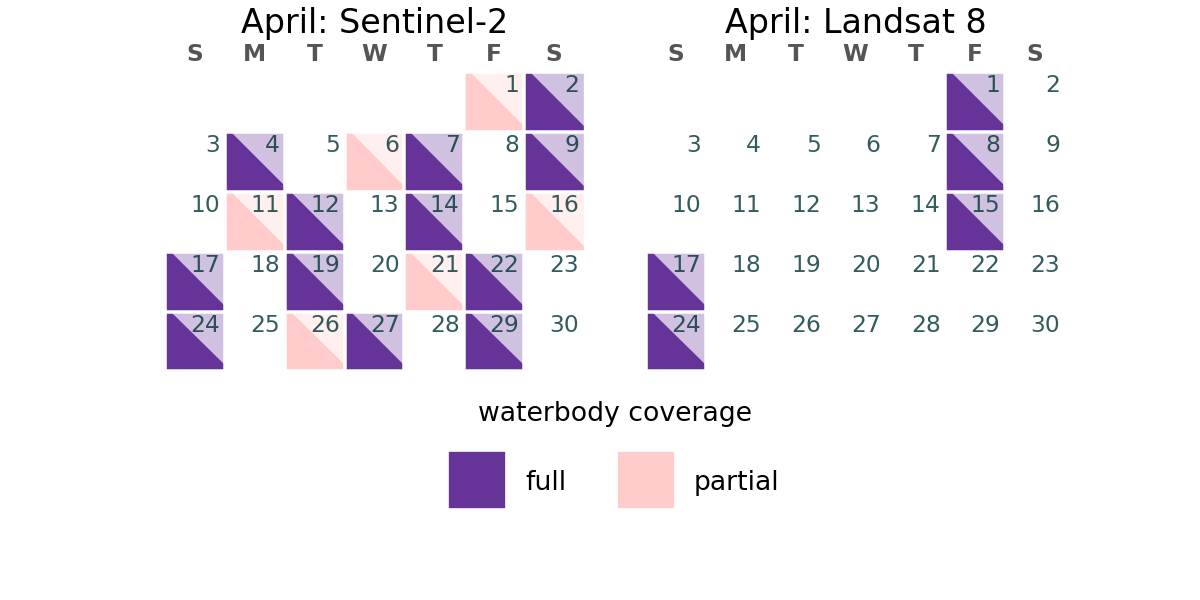 April: Sentinel-2
S M T W T F S
1 2
3 4 5 6 7 8 9
10 11 12 13 14 15 16
17 18 19 20 21 22 23
24 25 26 27 28 29 30
April: Landsat 8
S M T W T F S
1 2
3 4 5 6 7 8 9
10 11 12 13 14 15 16
17 18 19 20 21 22 23
24 25 26 27 28 29 30
waterbody coverage
full
partial